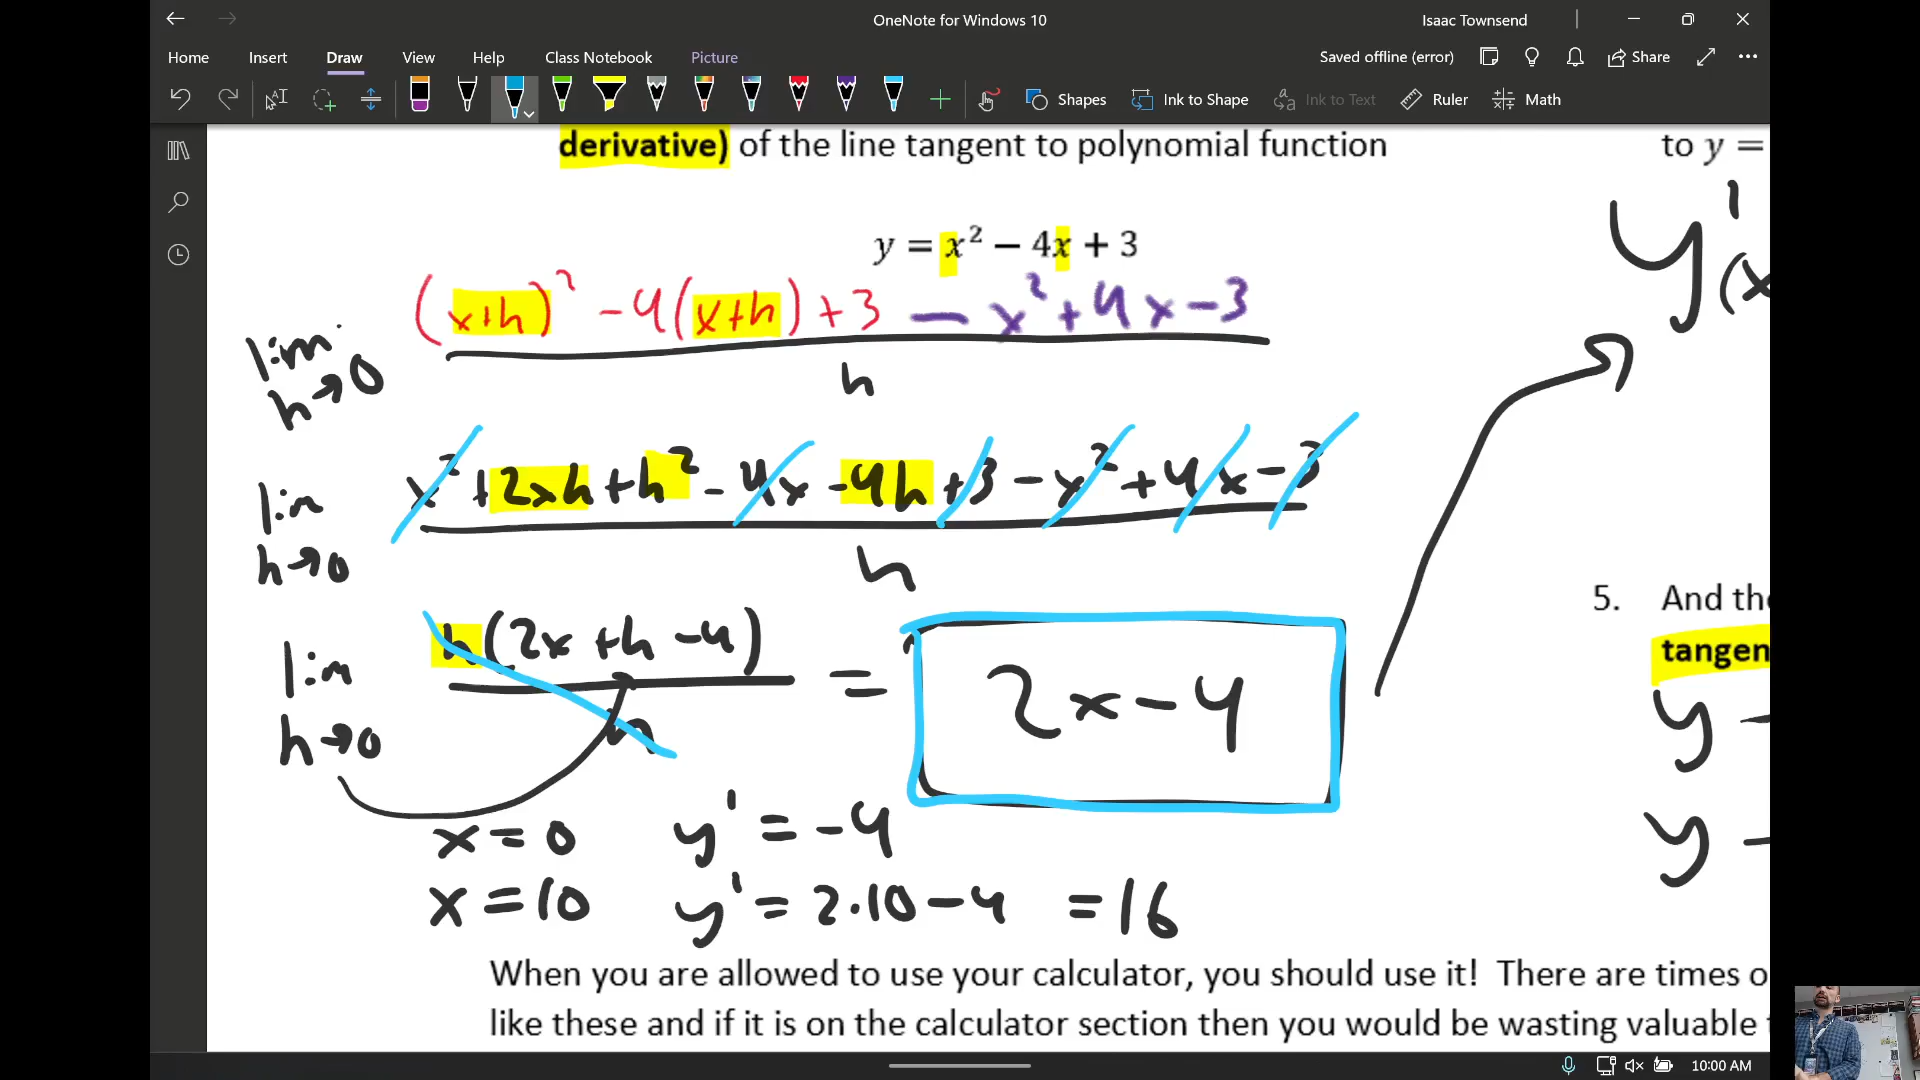 OneNote for Windows 10
Isaac Townsend
Home Insert Draw View Help Class Notebook Picture
Saved offline (error) Share
Shapes Ink to Shape Ink to Text Ruler Math
derivative) of the line tangent to polynomial function
to y =
y = x² − 4x + 3
y'(x
lim h→0 (x+h)² -4(x+h) +3 - x²+4x-3
h
lim h→0 x² +2xh+h² -4x -4h +3 -x² +4x -3
h
5. And the
tangen
lim h→0 h(2x+h-4)
h
= 2x-4
y -
x=0 y' = -4
y -
x=10 y' = 2·10-4 =16
When you are allowed to use your calculator, you should use it! There are times o
like these and if it is on the calculator section then you would be wasting valuable
10:00 AM